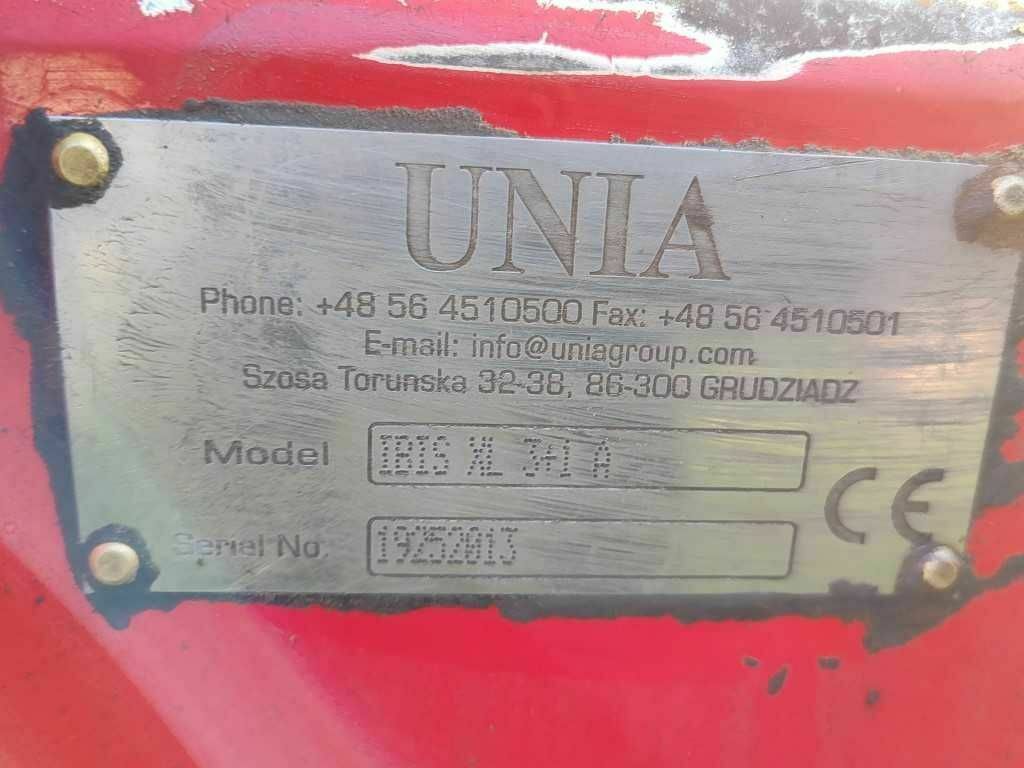 UNIA
Phone: +48 56 4510500 Fax: +48 56 4510501
E-mail: info@uniagroup.com
Szosa Torunska 32-38, 86-300 GRUDZIADZ
Model IBIS XL 3+1 A
Serial No. 19252013
CE